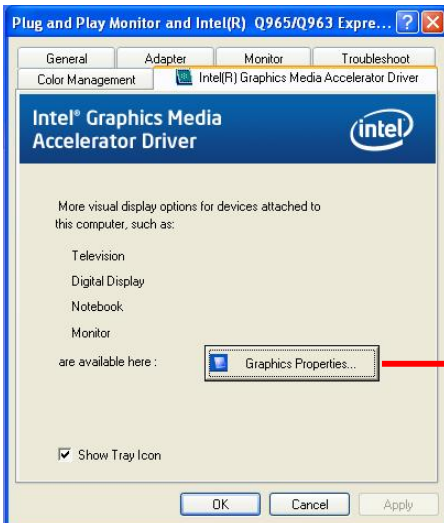 Plug and Play Monitor and Intel(R) Q965/Q963 Expre...
General Adapter Monitor Troubleshoot
Color Management Intel(R) Graphics Media Accelerator Driver
Intel® Graphics Media
Accelerator Driver
intel
More visual display options for devices attached to
this computer, such as:
Television
Digital Display
Notebook
Monitor
are available here :
Graphics Properties...
Show Tray Icon
OK Cancel Apply